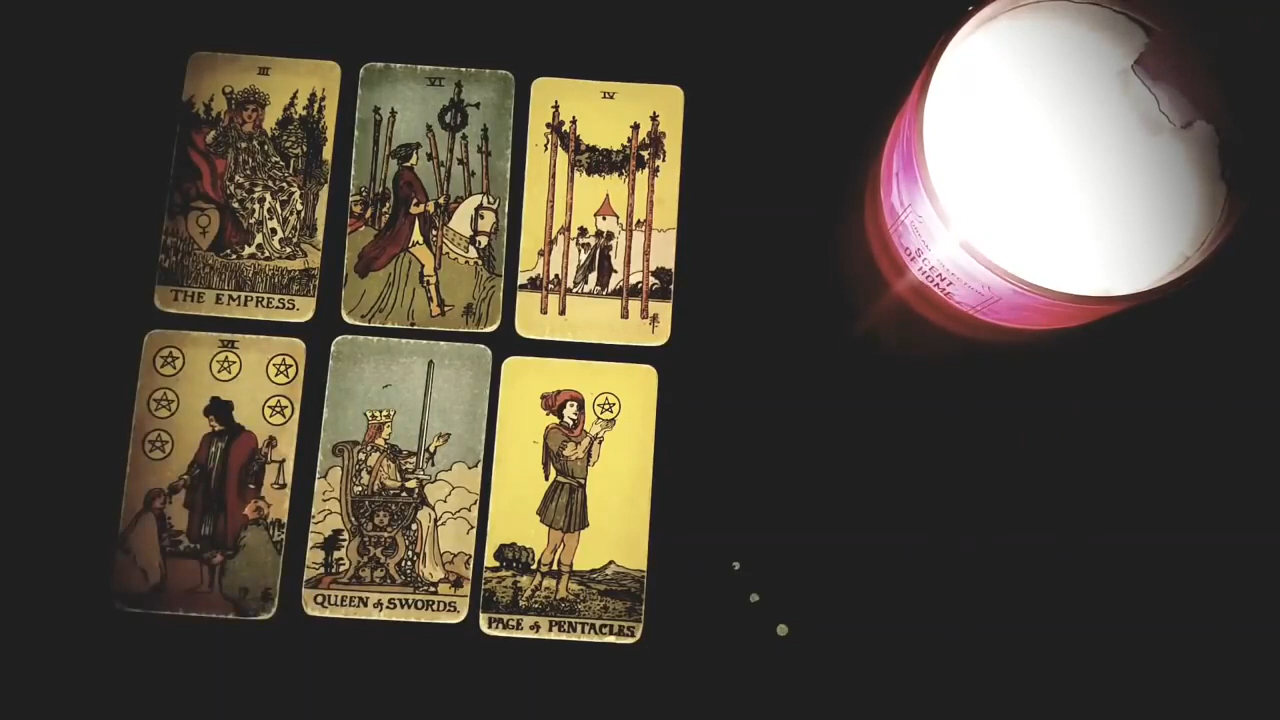 III
VI
IV
THE EMPRESS.
VI
QUEEN of SWORDS.
PAGE of PENTACLES
SCENT
OF HOME